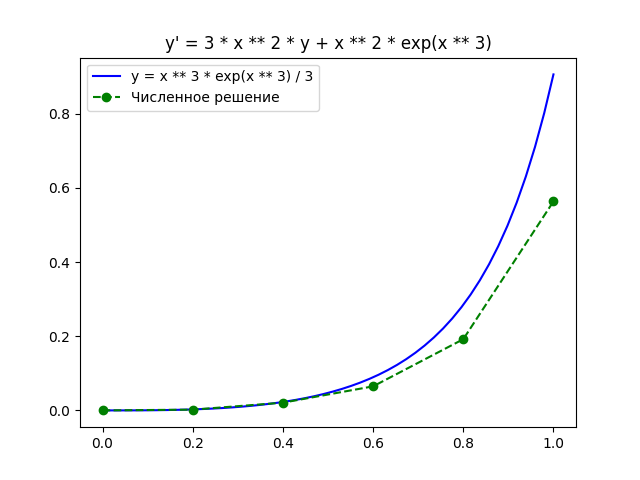 y' = 3 * x ** 2 * y + x ** 2 * exp(x ** 3)
y = x ** 3 * exp(x ** 3) / 3
Численное решение
0.8
0.6
0.4
0.2
0.0
0.0 0.2 0.4 0.6 0.8 1.0